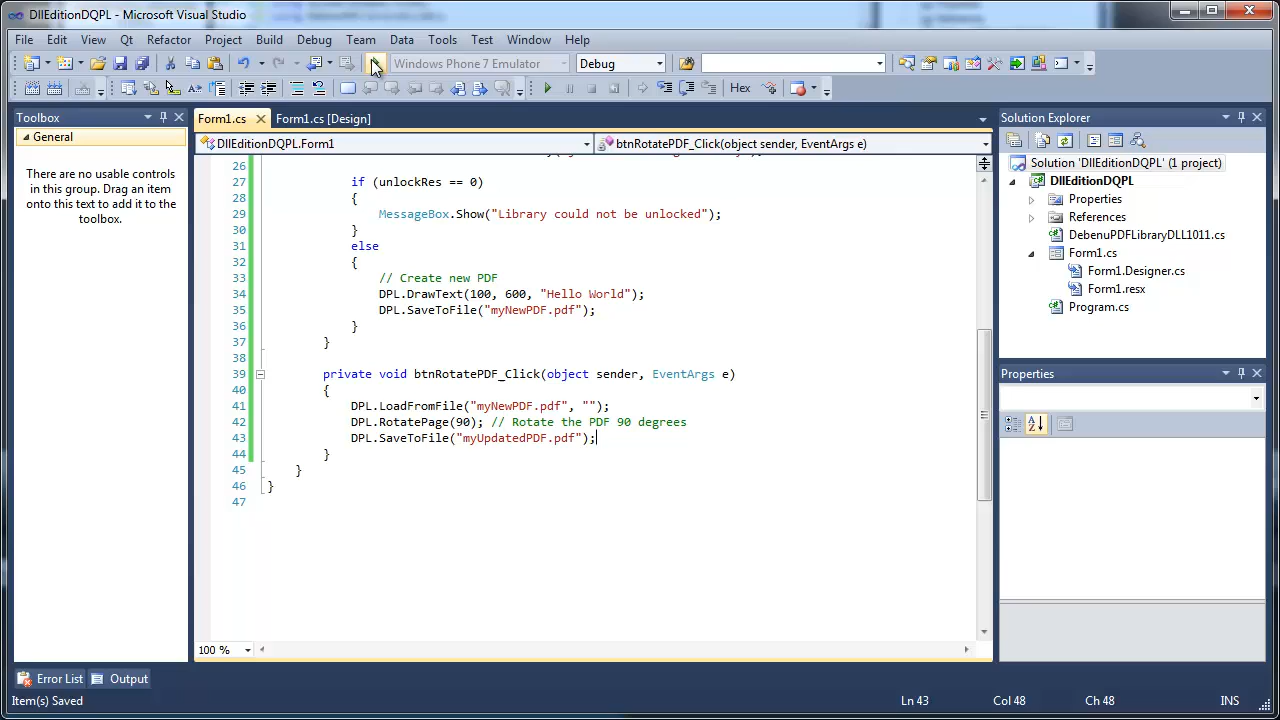 DllEditionDQPL - Microsoft Visual Studio
File Edit View Qt Refactor Project Build Debug Team Data Tools Test Window Help
Windows Phone 7 Emulator Debug
Hex
Toolbox
General
There are no usable controls
in this group. Drag an item
onto this text to add it to the
toolbox.
Form1.cs Form1.cs [Design]
DllEditionDQPL.Form1 btnRotatePDF_Click(object sender, EventArgs e)
26
27 if (unlockRes == 0)
28 {
29 MessageBox.Show("Library could not be unlocked");
30 }
31 else
32 {
33 // Create new PDF
34 DPL.DrawText(100, 600, "Hello World");
35 DPL.SaveToFile("myNewPDF.pdf");
36 }
37 }
38
39 private void btnRotatePDF_Click(object sender, EventArgs e)
40 {
41 DPL.LoadFromFile("myNewPDF.pdf", "");
42 DPL.RotatePage(90); // Rotate the PDF 90 degrees
43 DPL.SaveToFile("myUpdatedPDF.pdf");
44 }
45 }
46 }
47
100 %
Solution Explorer
Solution 'DllEditionDQPL' (1 project)
DllEditionDQPL
Properties
References
DebenuPDFLibraryDLL1011.cs
Form1.cs
Form1.Designer.cs
Form1.resx
Program.cs
Properties
Error List Output
Item(s) Saved Ln 43 Col 48 Ch 48 INS